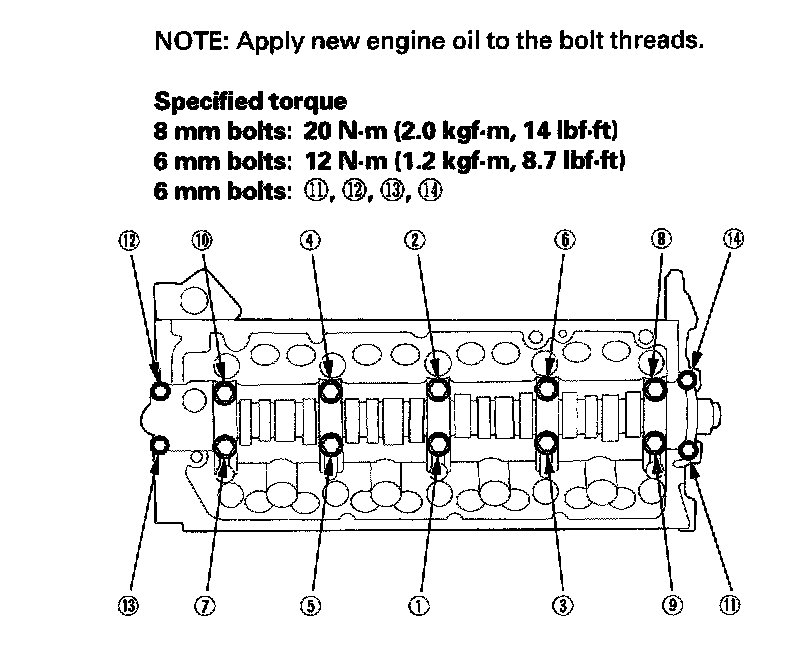 NOTE: Apply new engine oil to the bolt threads.
Specified torque
8 mm bolts: 20 N·m (2.0 kgf·m, 14 lbf·ft)
6 mm bolts: 12 N·m (1.2 kgf·m, 8.7 lbf·ft)
6 mm bolts: ⑪, ⑫, ⑬, ⑭
⑫ ⑩ ④ ② ⑥ ⑧ ⑭
⑬ ⑦ ⑤ ① ③ ⑨ ⑪